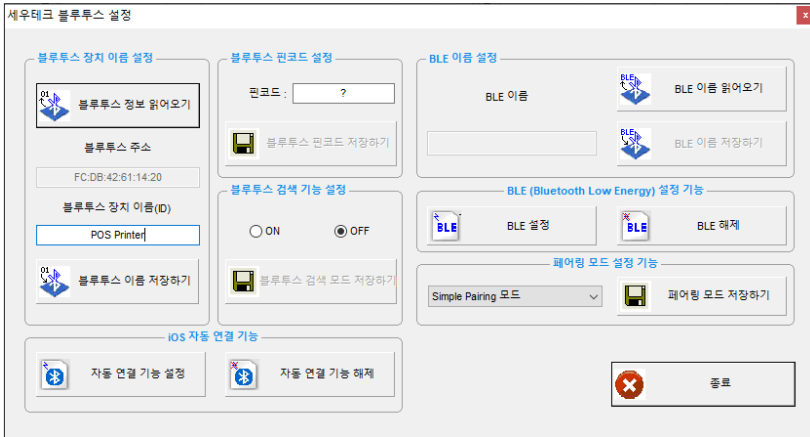 세우테크 블루투스 설정
x
블루투스 장치 이름 설정
01
블루투스 정보 읽어오기
블루투스 주소
FC:DB:42:61:14:20
블루투스 장치 이름(ID)
POS Printer
01
블루투스 이름 저장하기
블루투스 핀코드 설정
핀코드 : ?
블루투스 핀코드 저장하기
블루투스 검색 기능 설정
ON OFF
블루투스 검색 모드 저장하기
BLE 이름 설정
BLE 이름
BLE
BLE 이름 읽어오기
BLE
BLE 이름 저장하기
BLE (Bluetooth Low Energy) 설정 기능
BLE
BLE 설정
BLE
BLE 해제
페어링 모드 설정 기능
Simple Pairing 모드
페어링 모드 저장하기
iOS 자동 연결 기능
자동 연결 기능 설정
자동 연결 기능 해제
종료